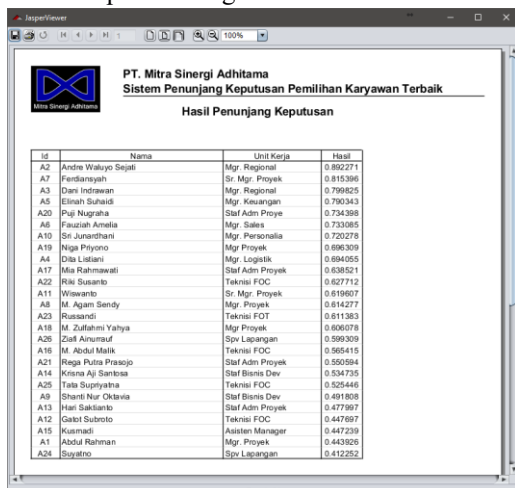 JasperViewer
1
100%
PT. Mitra Sinergi Adhitama
Sistem Penunjang Keputusan Pemilihan Karyawan Terbaik
Mitra Sinergi Adhitama
Hasil Penunjang Keputusan
Id Nama Unit Kerja Hasil
A2 Andre Waluyo Sejati Mgr. Regional 0.892271
A7 Ferdiansyah Sr. Mgr. Proyek 0.815396
A3 Dani Indrawan Mgr. Regional 0.799825
A5 Elinah Suhaidi Mgr. Keuangan 0.790343
A20 Puji Nugraha Staf Adm Proye 0.734398
A6 Fauziah Amelia Mgr. Sales 0.733085
A10 Sri Junardhani Mgr. Personalia 0.720278
A19 Niga Priyono Mgr Proyek 0.696309
A4 Dita Listiani Mgr. Logistik 0.694055
A17 Mia Rahmawati Staf Adm Proyek 0.638521
A22 Riki Susanto Teknisi FOC 0.627712
A11 Wiswanto Sr. Mgr. Proyek 0.619607
A8 M. Agam Sendy Mgr. Proyek 0.614277
A23 Russandi Teknisi FOT 0.611383
A18 M. Zulfahmi Yahya Mgr Proyek 0.606078
A26 Ziafl Ainurrauf Spv Lapangan 0.599309
A16 M. Abdul Malik Teknisi FOC 0.565415
A21 Rega Putra Prasojo Staf Adm Proyek 0.550594
A14 Krisna Aji Santosa Staf Bisnis Dev 0.534735
A25 Tata Supriyatna Teknisi FOC 0.525446
A9 Shanti Nur Oktavia Staf Bisnis Dev 0.491808
A13 Hari Saktianto Staf Adm Proyek 0.477997
A12 Gatot Subroto Teknisi FOC 0.447697
A15 Kusmadi Asisten Manager 0.447239
A1 Abdul Rahman Mgr. Proyek 0.443926
A24 Suyatno Spv Lapangan 0.412252